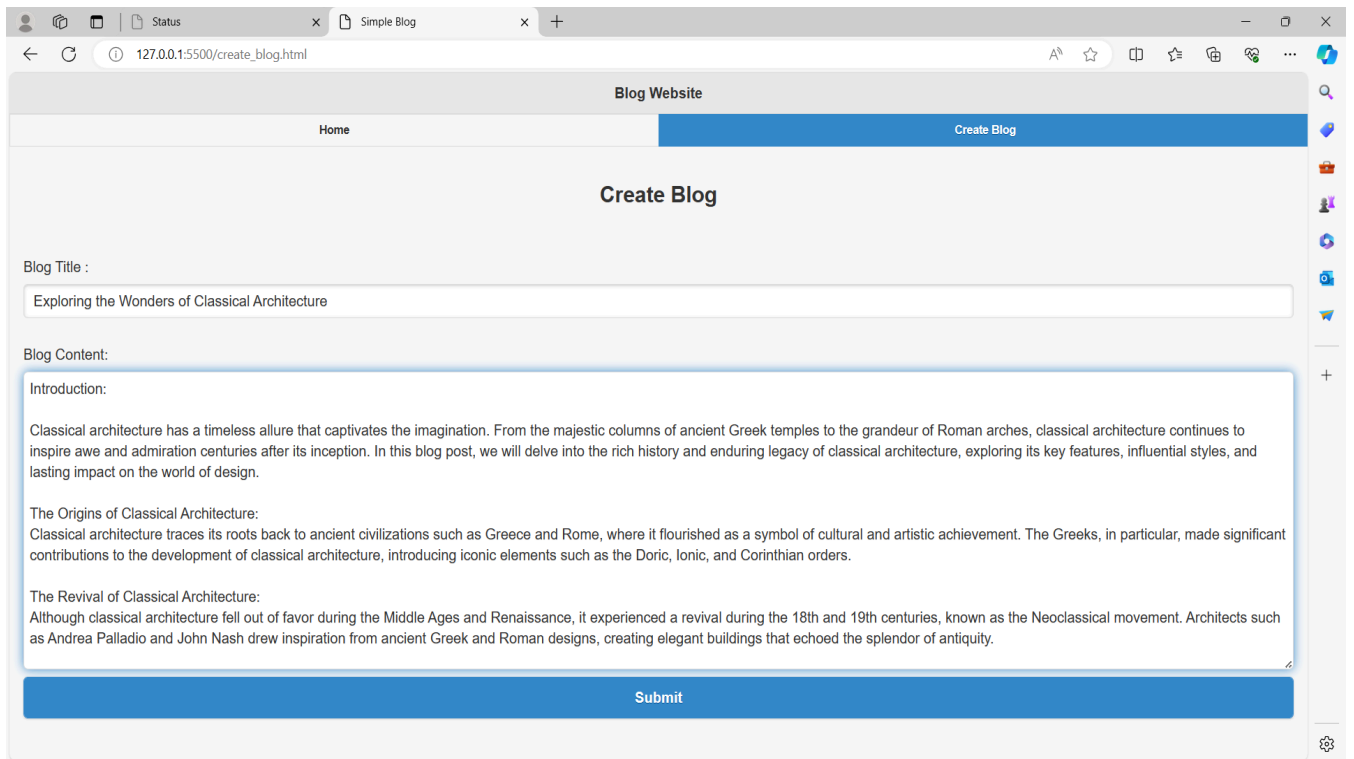 Status
Simple Blog
127.0.0.1:5500/create_blog.html
Blog Website
Home
Create Blog
Create Blog
Blog Title :
Exploring the Wonders of Classical Architecture
Blog Content:
Introduction:
Classical architecture has a timeless allure that captivates the imagination. From the majestic columns of ancient Greek temples to the grandeur of Roman arches, classical architecture continues to
inspire awe and admiration centuries after its inception. In this blog post, we will delve into the rich history and enduring legacy of classical architecture, exploring its key features, influential styles, and
lasting impact on the world of design.
The Origins of Classical Architecture:
Classical architecture traces its roots back to ancient civilizations such as Greece and Rome, where it flourished as a symbol of cultural and artistic achievement. The Greeks, in particular, made significant
contributions to the development of classical architecture, introducing iconic elements such as the Doric, Ionic, and Corinthian orders.
The Revival of Classical Architecture:
Although classical architecture fell out of favor during the Middle Ages and Renaissance, it experienced a revival during the 18th and 19th centuries, known as the Neoclassical movement. Architects such
as Andrea Palladio and John Nash drew inspiration from ancient Greek and Roman designs, creating elegant buildings that echoed the splendor of antiquity.
Submit